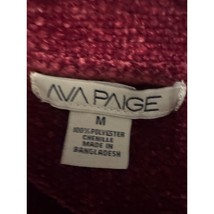 AVA PAIGE
M
100% POLYESTER
CHENILLE
MADE IN
BANGLADESH